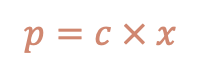 p = c × x